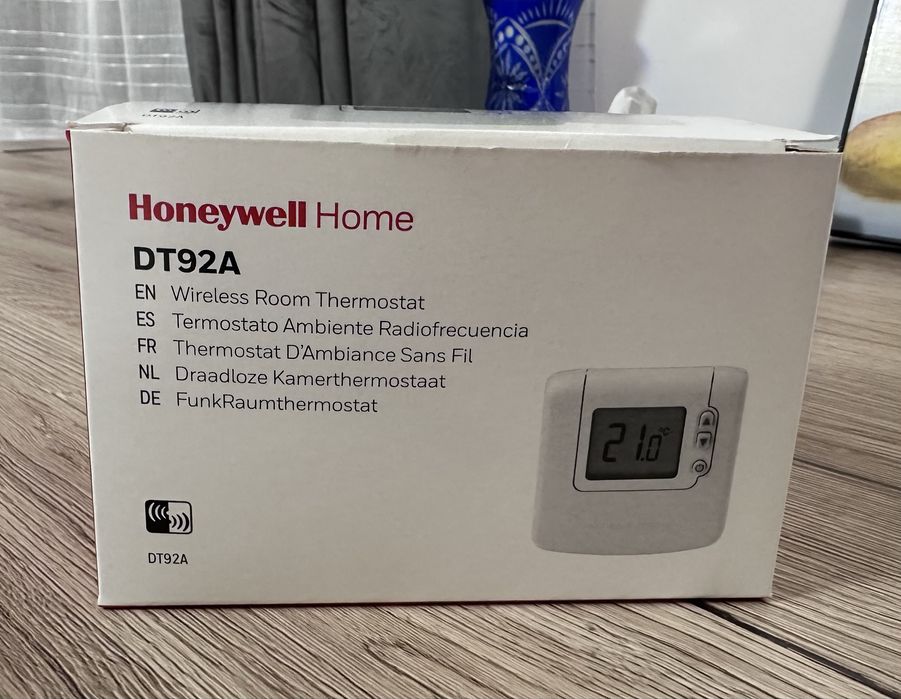 DT92A
Honeywell Home
DT92A
EN Wireless Room Thermostat
ES Termostato Ambiente Radiofrecuencia
FR Thermostat D'Ambiance Sans Fil
NL Draadloze Kamerthermostaat
DE FunkRaumthermostat
21.0°C
DT92A